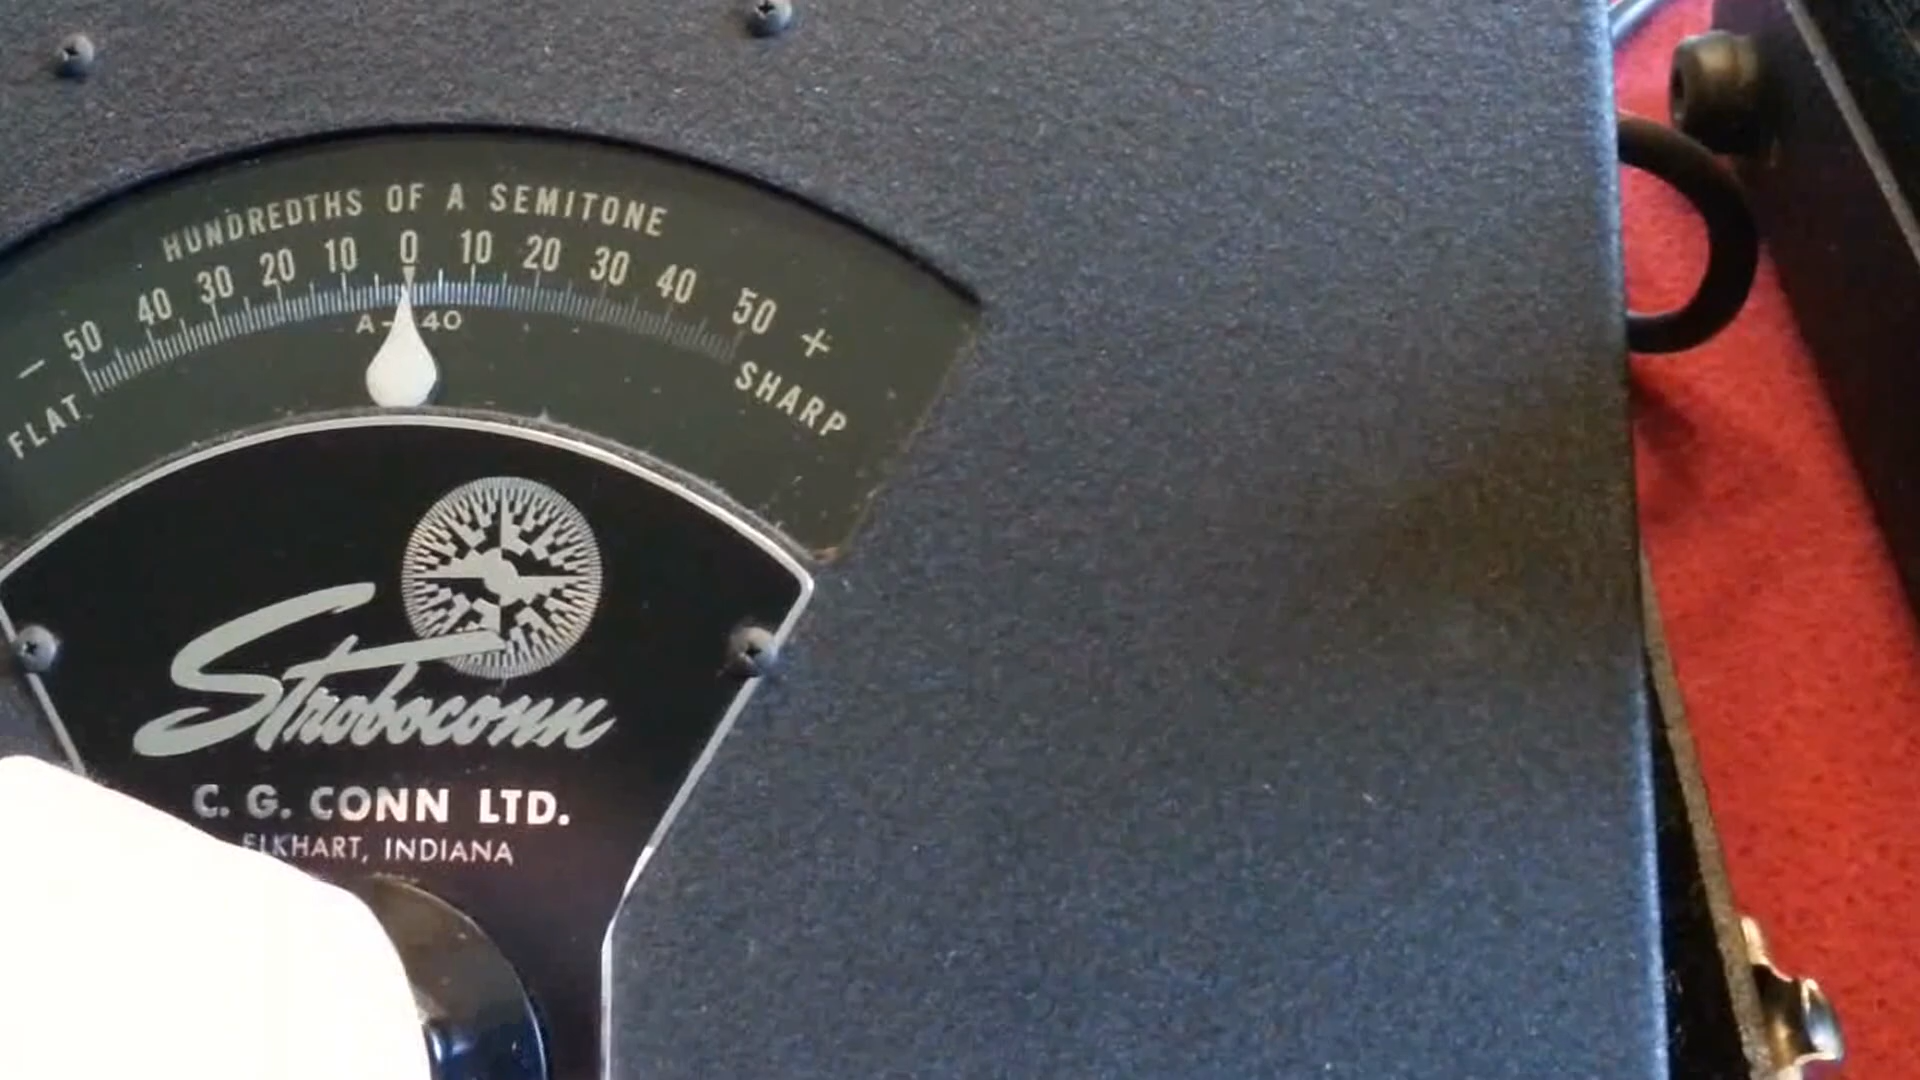 HUNDREDTHS OF A SEMITONE
— 50 40 30 20 10 0 10 20 30 40 50 +
A- 40
FLAT SHARP
Stroboconn
C. G. CONN LTD.
ELKHART, INDIANA